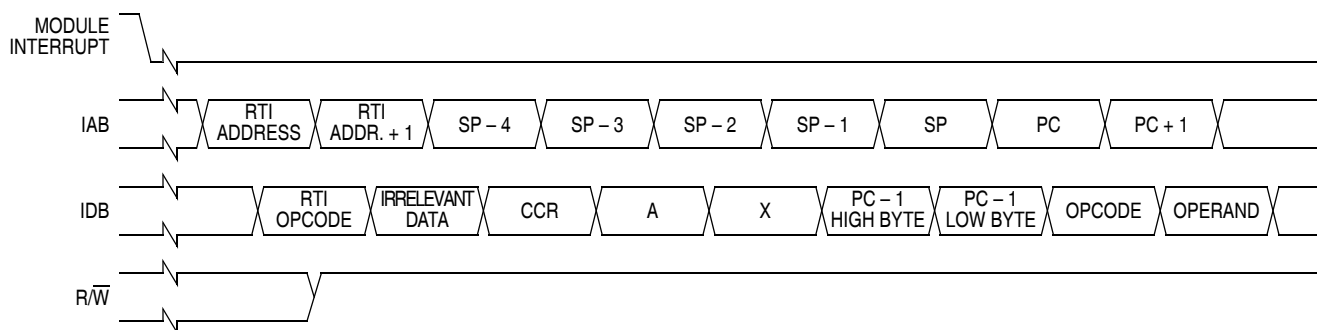 MODULE
INTERRUPT
IAB
RTI
ADDRESS
RTI
ADDR. + 1
SP – 4
SP – 3
SP – 2
SP – 1
SP
PC
PC + 1
IDB
RTI
OPCODE
IRRELEVANT
DATA
CCR
A
X
PC – 1
HIGH BYTE
PC – 1
LOW BYTE
OPCODE
OPERAND
R/W̅